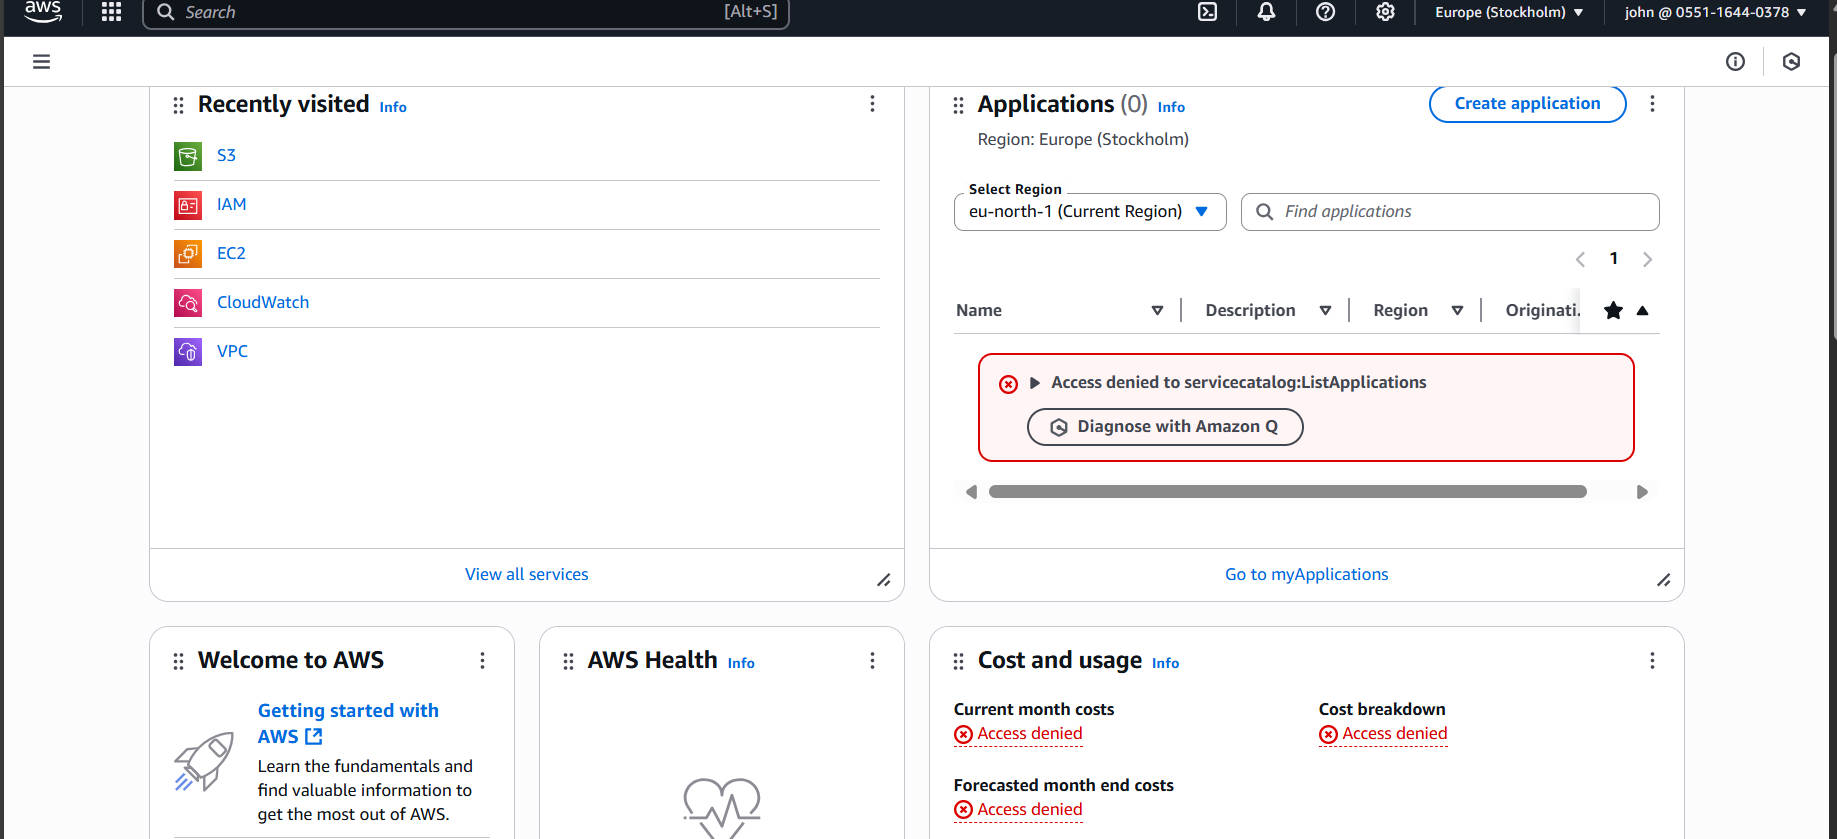 aws
Search
[Alt+S]
Europe (Stockholm)
john @ 0551-1644-0378
Recently visited Info
S3
IAM
EC2
CloudWatch
VPC
View all services
Applications (0) Info
Create application
Region: Europe (Stockholm)
Select Region
eu-north-1 (Current Region)
Find applications
1
Name
Description
Region
Originati.
Access denied to servicecatalog:ListApplications
Diagnose with Amazon Q
Go to myApplications
Welcome to AWS
Getting started with
AWS
Learn the fundamentals and
find valuable information to
get the most out of AWS.
AWS Health Info
Cost and usage Info
Current month costs
Access denied
Cost breakdown
Access denied
Forecasted month end costs
Access denied